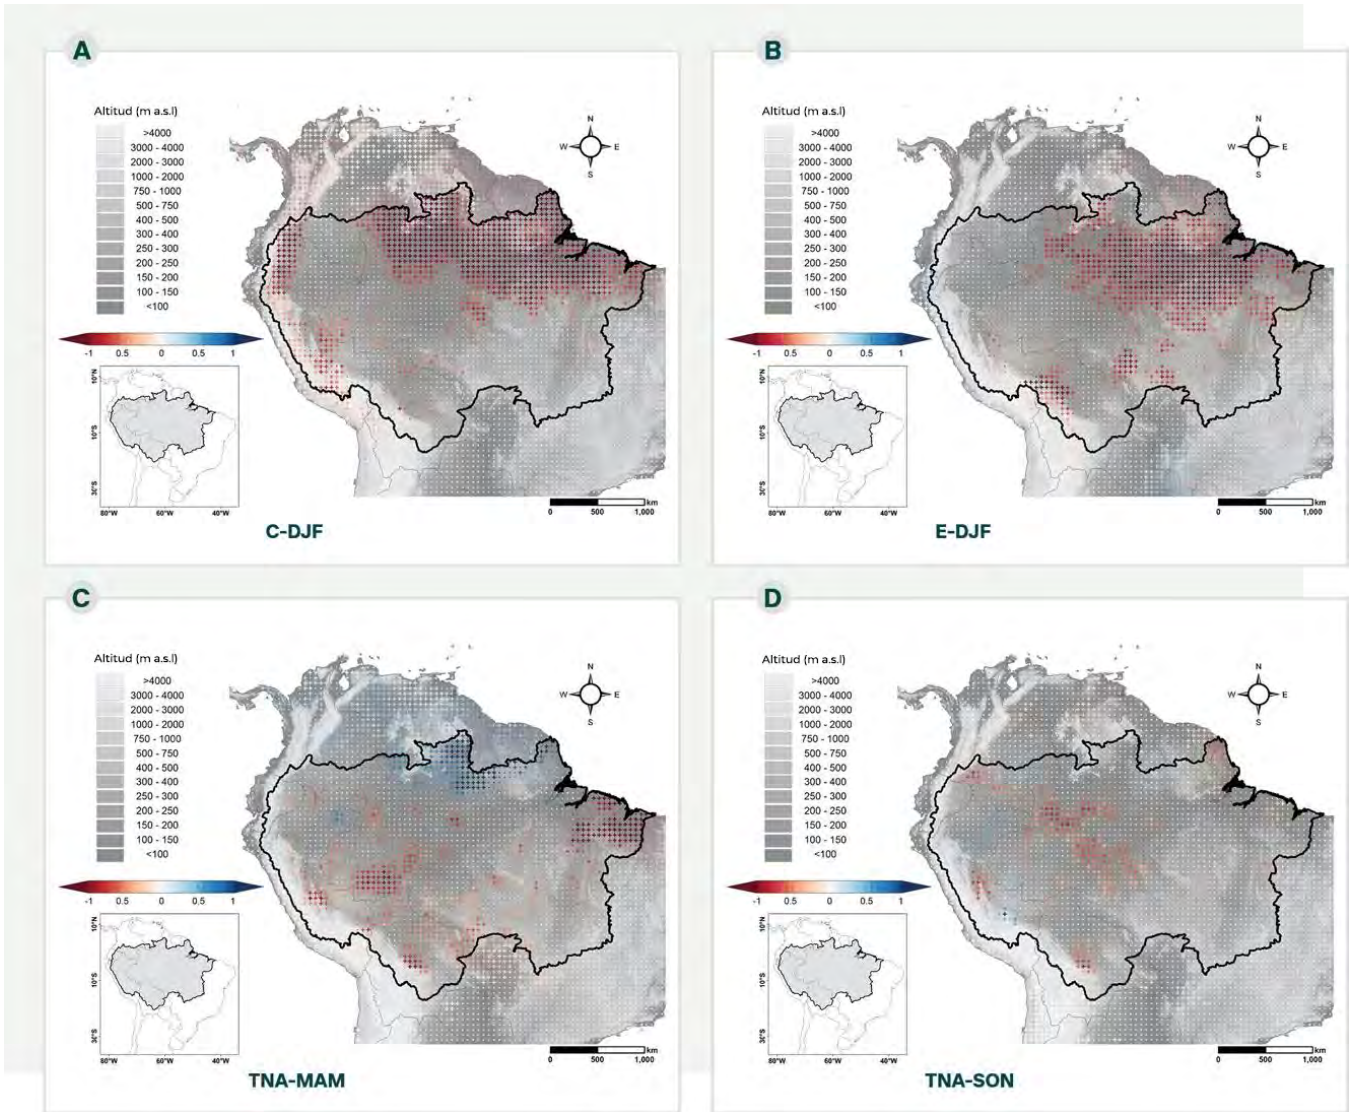 A
Altitud (m a.s.l)
>4000
3000 - 4000
2000 - 3000
1000 - 2000
750 - 1000
500 - 750
400 - 500
300 - 400
250 - 300
200 - 250
150 - 200
100 - 150
<100
-1 0.5 0 0.5 1
N
W E
S
10°N
10°S
30°S
80°W 60°W 40°W
km
0 500 1,000
C-DJF
B
Altitud (m a.s.l)
>4000
3000 - 4000
2000 - 3000
1000 - 2000
750 - 1000
500 - 750
400 - 500
300 - 400
250 - 300
200 - 250
150 - 200
100 - 150
<100
-1 0.5 0 0.5 1
N
W E
S
10°N
10°S
30°S
80°W 60°W 40°W
km
0 500 1,000
E-DJF
C
Altitud (m a.s.l)
>4000
3000 - 4000
2000 - 3000
1000 - 2000
750 - 1000
500 - 750
300 - 400
250 - 300
200 - 250
150 - 200
100 - 150
<100
-1 0.5 0 0.5 1
N
W E
S
10°N
10°S
30°S
80°W 60°W 40°W
km
0 500 1,000
TNA-MAM
D
Altitud (m a.s.l)
>4000
3000 - 4000
2000 - 3000
1000 - 2000
750 - 1000
500 - 750
400 - 500
300 - 400
250 - 300
200 - 250
150 - 200
100 - 150
<100
-1 0.5 0 0.5 1
N
W E
S
10°N
10°S
30°S
80°W 60°W 40°W
km
0 500 1,000
TNA-SON